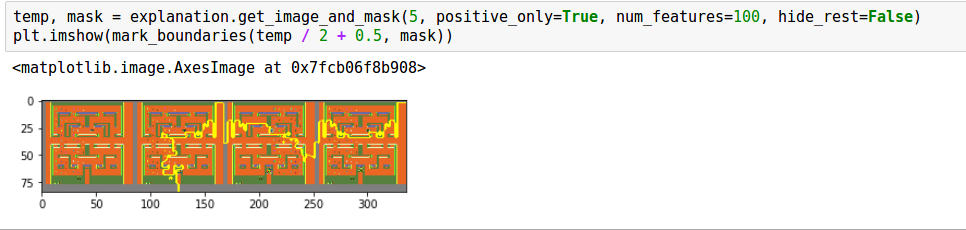 temp, mask = explanation.get_image_and_mask(5, positive_only=True, num_features=100, hide_rest=False)
plt.imshow(mark_boundaries(temp / 2 + 0.5, mask))
<matplotlib.image.AxesImage at 0x7fcb06f8b908>
0
25
50
75
0 50 100 150 200 250 300